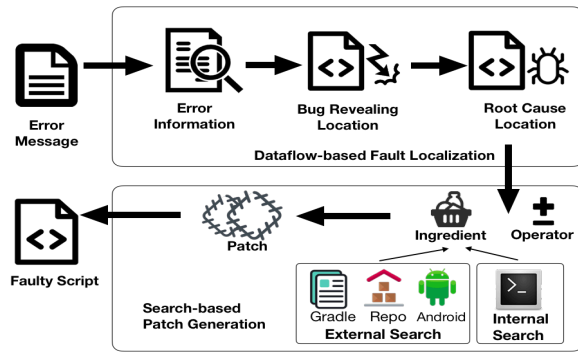 Error
Message
Error
Information
Bug Revealing
Location
Root Cause
Location
Dataflow-based Fault Localization
Faulty Script
Patch
Ingredient
Operator
Search-based
Patch Generation
Gradle
Repo
Android
External Search
Internal
Search